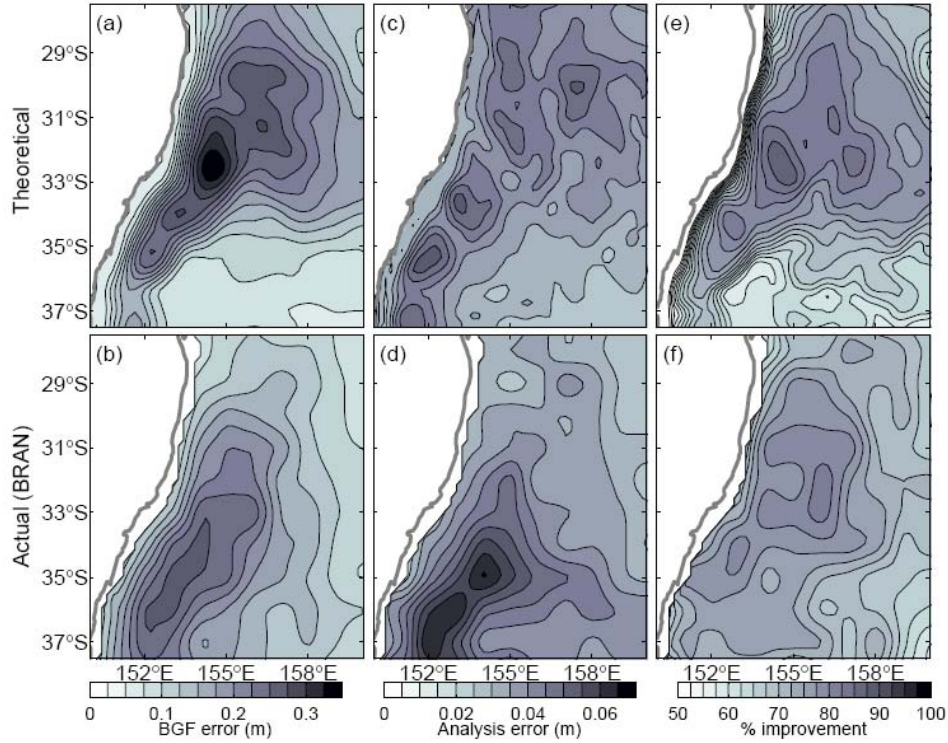 (a) (c) (e)
29°S
31°S
33°S
35°S
37°S
Theoretical
(b) (d) (f)
29°S
31°S
33°S
35°S
37°S
Actual (BRAN)
152°E 155°E 158°E 152°E 155°E 158°E 152°E 155°E 158°E
0 0.1 0.2 0.3 0 0.02 0.04 0.06 50 60 70 80 90 100
BGF error (m) Analysis error (m) % improvement